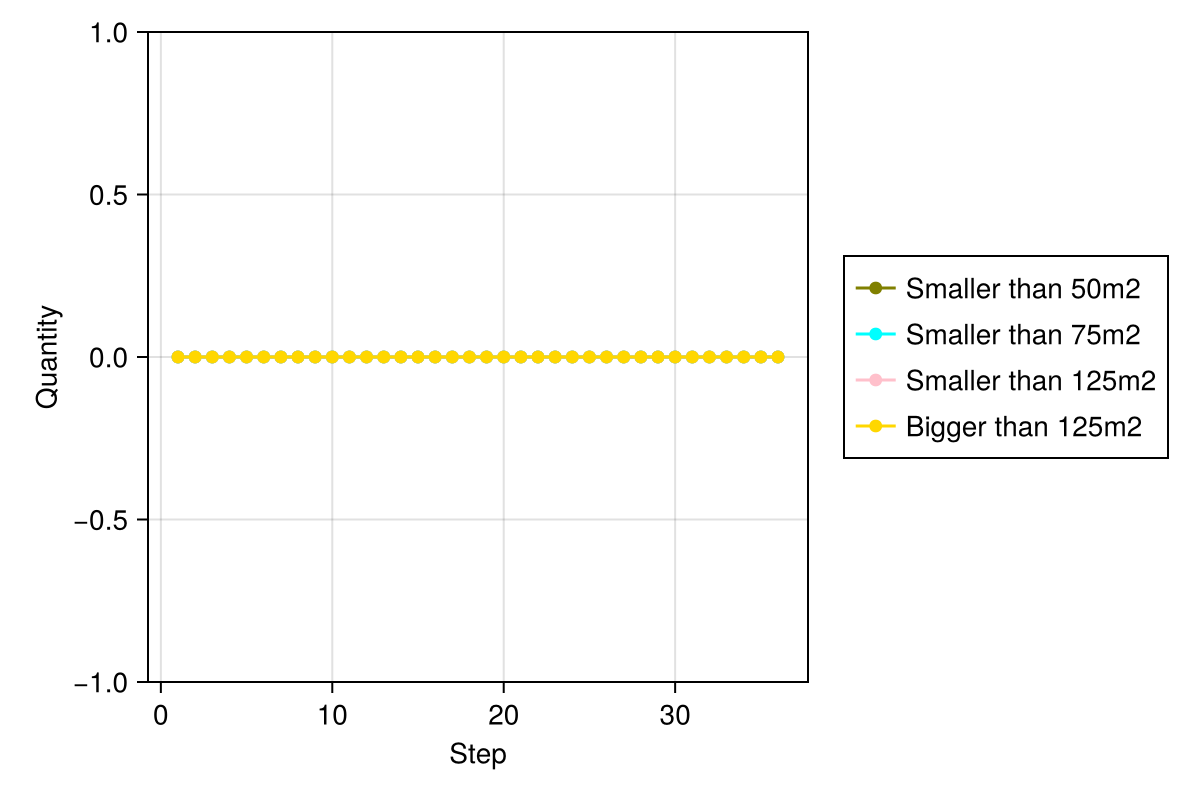 1.0
0.5
0.0
−0.5
−1.0
Quantity
0 10 20 30
Step
Smaller than 50m2
Smaller than 75m2
Smaller than 125m2
Bigger than 125m2